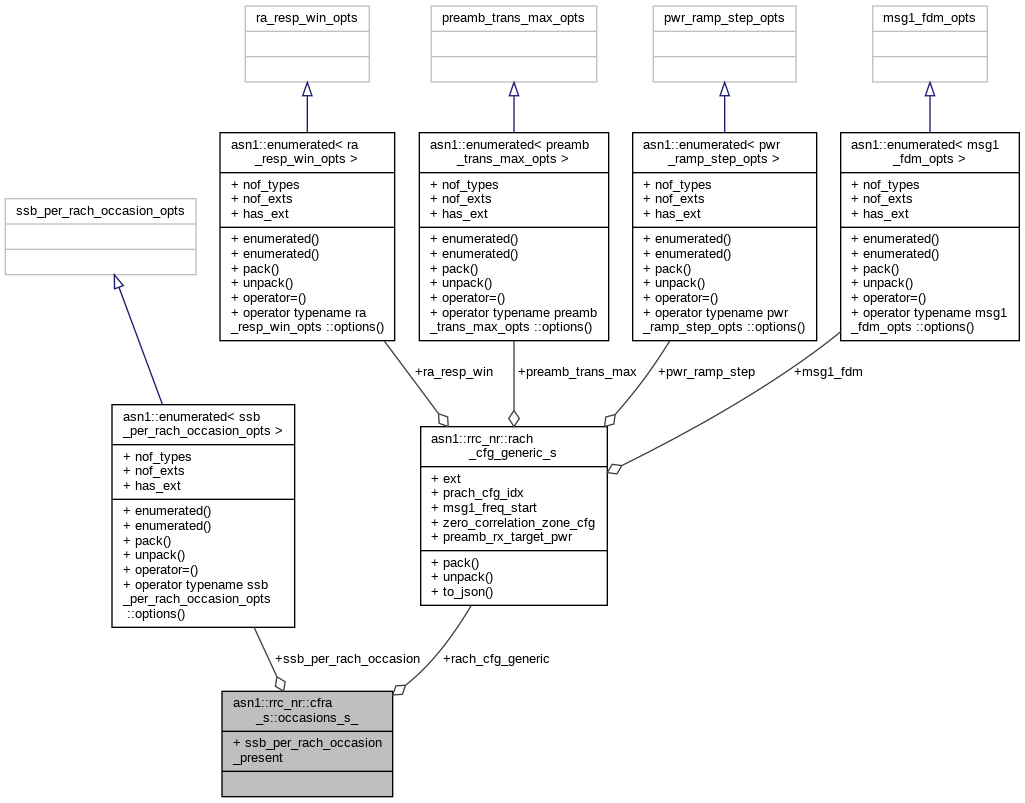 ra_resp_win_opts
preamb_trans_max_opts
pwr_ramp_step_opts
msg1_fdm_opts
ssb_per_rach_occasion_opts
asn1::enumerated< ra
_resp_win_opts >
+ nof_types
+ nof_exts
+ has_ext
+ enumerated()
+ enumerated()
+ pack()
+ unpack()
+ operator=()
+ operator typename ra
_resp_win_opts ::options()
asn1::enumerated< preamb
_trans_max_opts >
+ nof_types
+ nof_exts
+ has_ext
+ enumerated()
+ enumerated()
+ pack()
+ unpack()
+ operator=()
+ operator typename preamb
_trans_max_opts ::options()
asn1::enumerated< pwr
_ramp_step_opts >
+ nof_types
+ nof_exts
+ has_ext
+ enumerated()
+ enumerated()
+ pack()
+ unpack()
+ operator=()
+ operator typename pwr
_ramp_step_opts ::options()
asn1::enumerated< msg1
_fdm_opts >
+ nof_types
+ nof_exts
+ has_ext
+ enumerated()
+ enumerated()
+ pack()
+ unpack()
+ operator=()
+ operator typename msg1
_fdm_opts ::options()
+ra_resp_win
+preamb_trans_max
+pwr_ramp_step
+msg1_fdm
asn1::enumerated< ssb
_per_rach_occasion_opts >
+ nof_types
+ nof_exts
+ has_ext
+ enumerated()
+ enumerated()
+ pack()
+ unpack()
+ operator=()
+ operator typename ssb
_per_rach_occasion_opts
::options()
asn1::rrc_nr::rach
_cfg_generic_s
+ ext
+ prach_cfg_idx
+ msg1_freq_start
+ zero_correlation_zone_cfg
+ preamb_rx_target_pwr
+ pack()
+ unpack()
+ to_json()
+ssb_per_rach_occasion
+rach_cfg_generic
asn1::rrc_nr::cfra
_s::occasions_s_
+ ssb_per_rach_occasion
_present